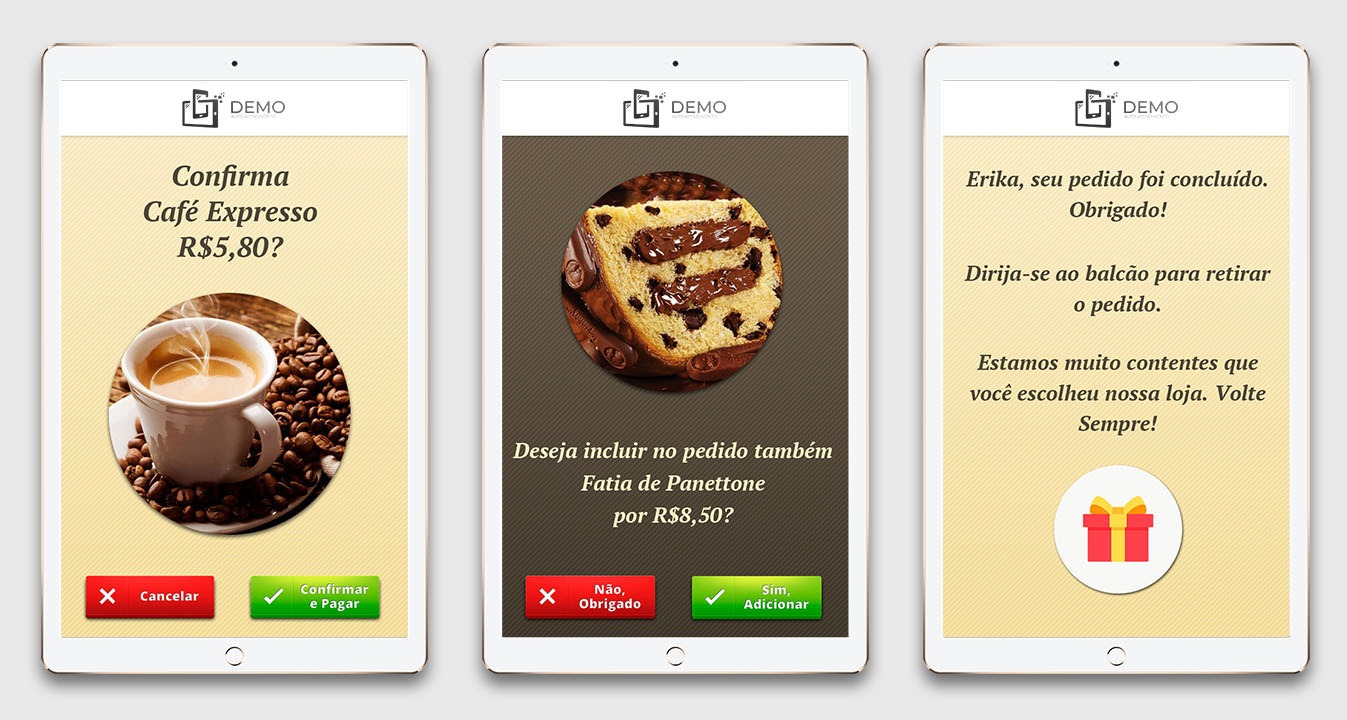 DEMO
AUTO ATENDIMENTO
Confirma
Café Expresso
R$5,80?
Cancelar
Confirmar
e Pagar
DEMO
AUTO ATENDIMENTO
Deseja incluir no pedido também
Fatia de Panettone
por R$8,50?
Não,
Obrigado
Sim,
Adicionar
DEMO
AUTO ATENDIMENTO
Erika, seu pedido foi concluído.
Obrigado!
Dirija-se ao balcão para retirar
o pedido.
Estamos muito contentes que
você escolheu nossa loja. Volte
Sempre!